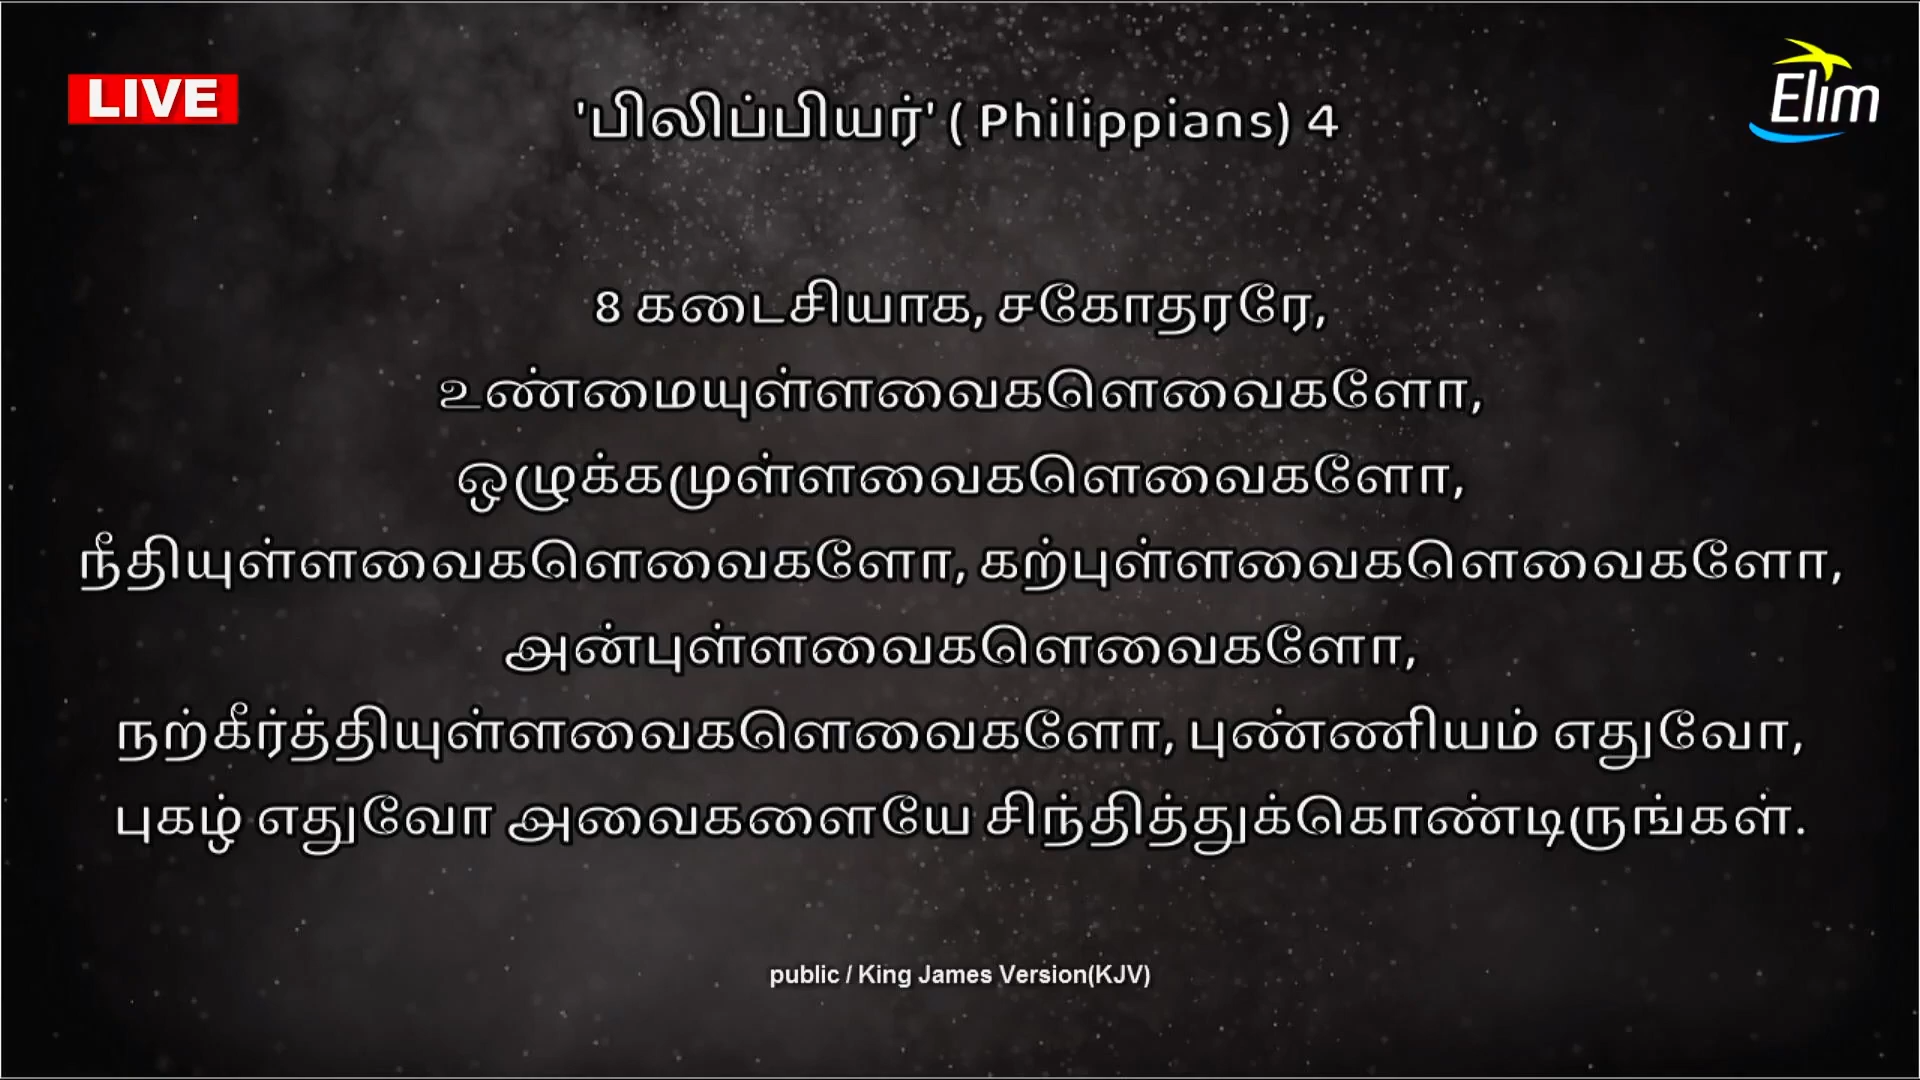 LIVE
Elim
'பிலிப்பியர்' ( Philippians) 4
8 கடைசியாக, சகோதரரே,
உண்மையுள்ளவைகளெவைகளோ,
ஒழுக்கமுள்ளவைகளெவைகளோ,
நீதியுள்ளவைகளெவைகளோ, கற்புள்ளவைகளெவைகளோ,
அன்புள்ளவைகளெவைகளோ,
நற்கீர்த்தியுள்ளவைகளெவைகளோ, புண்ணியம் எதுவோ,
புகழ் எதுவோ அவைகளையே சிந்தித்துக்கொண்டிருங்கள்.
public / King James Version(KJV)